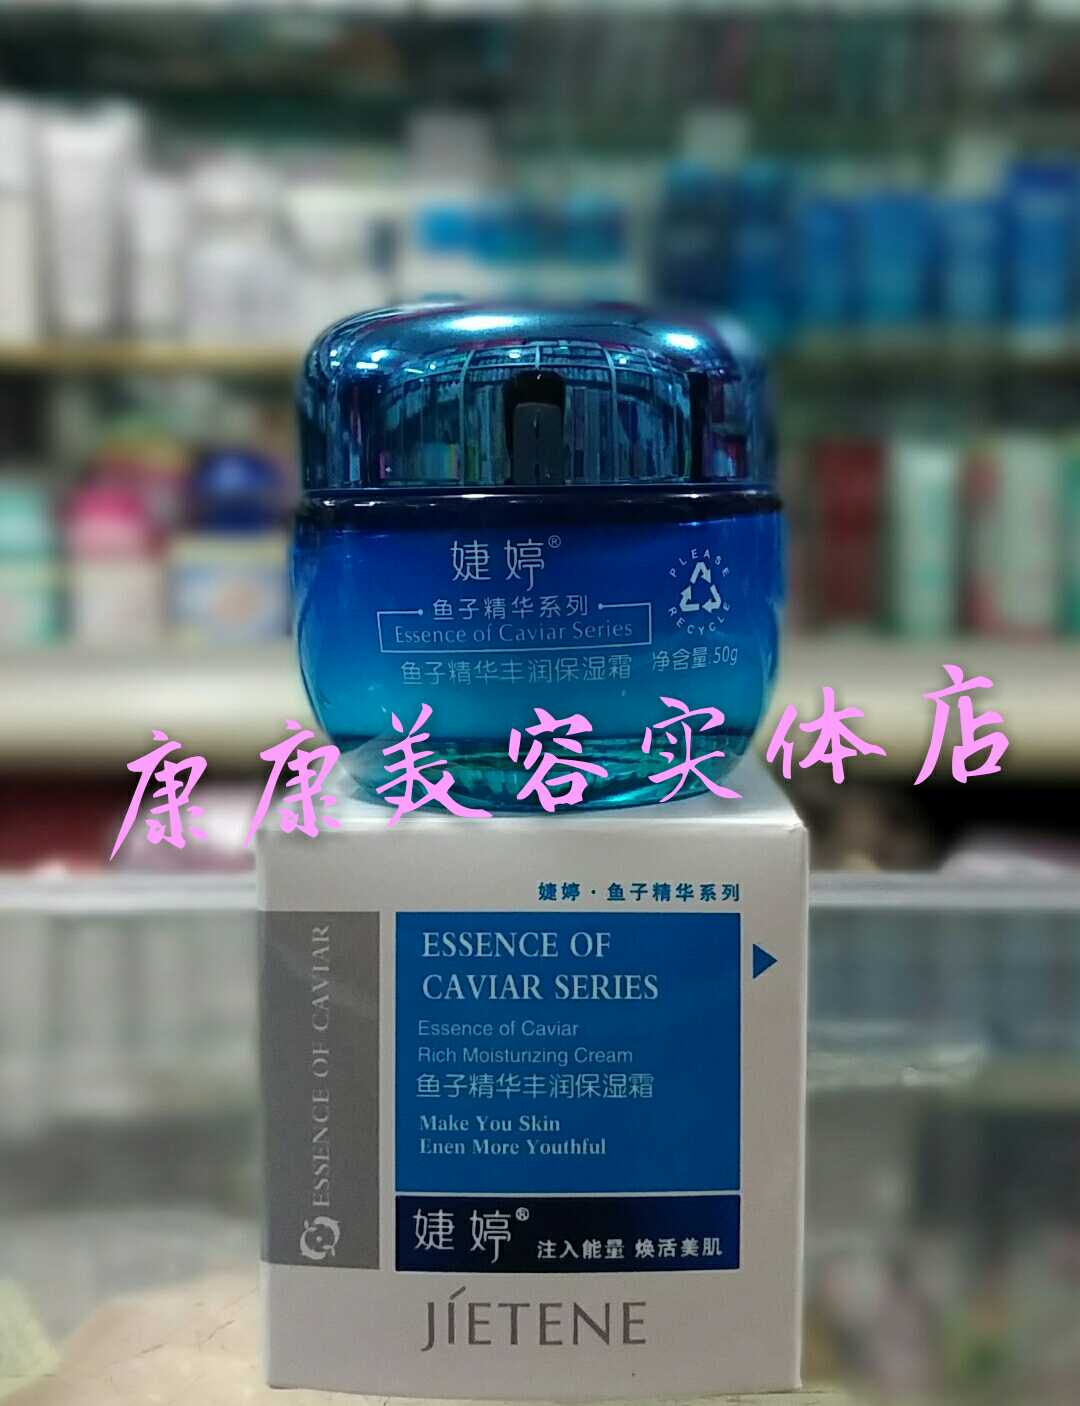 婕婷®
鱼子精华系列
Essence of Caviar Series
鱼子精华丰润保湿霜
PLEASE RECYCLE
净含量:50g
康康美容实体店
婕婷·鱼子精华系列
ESSENCE OF CAVIAR
ESSENCE OF
CAVIAR SERIES
Essence of Caviar
Rich Moisturizing Cream
鱼子精华丰润保湿霜
Make You Skin
Enen More Youthful
婕婷®
注入能量 焕活美肌
JÍETENE